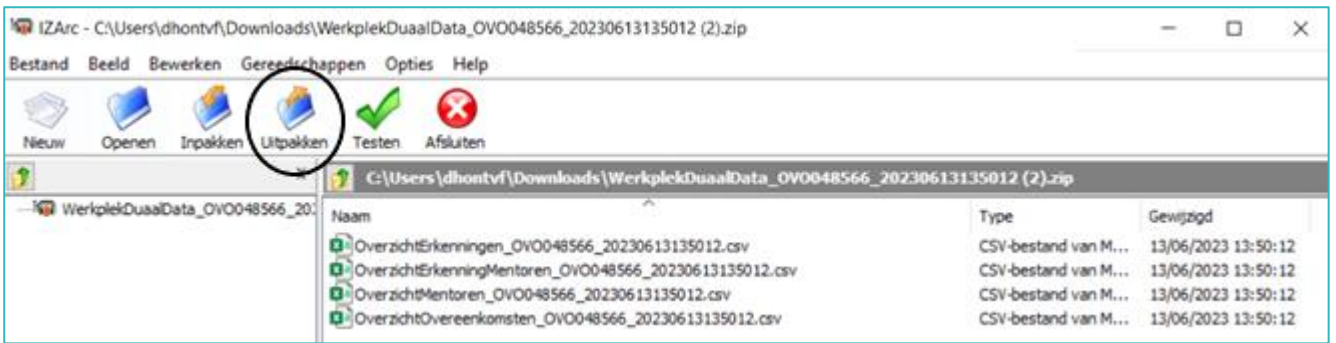 IZArc - C:\Users\dhontvf\Downloads\WerkplekDuaalData_OVO048566_20230613135012 (2).zip
Bestand Beeld Bewerken Gereedschappen Opties Help
Nieuw Openen Inpakken Uitpakken Testen Afsluiten
C:\Users\dhontvf\Downloads\WerkplekDuaalData_OVO048566_20230613135012 (2).zip
WerkplekDuaalData_OVO048566_20
Naam Type Gewijzigd
OverzichtErkenningen_OVO048566_20230613135012.csv CSV-bestand van M... 13/06/2023 13:50:12
OverzichtErkenningMentoren_OVO048566_20230613135012.csv CSV-bestand van M... 13/06/2023 13:50:12
OverzichtMentoren_OVO048566_20230613135012.csv CSV-bestand van M... 13/06/2023 13:50:12
OverzichtOvereenkomsten_OVO048566_20230613135012.csv CSV-bestand van M... 13/06/2023 13:50:12